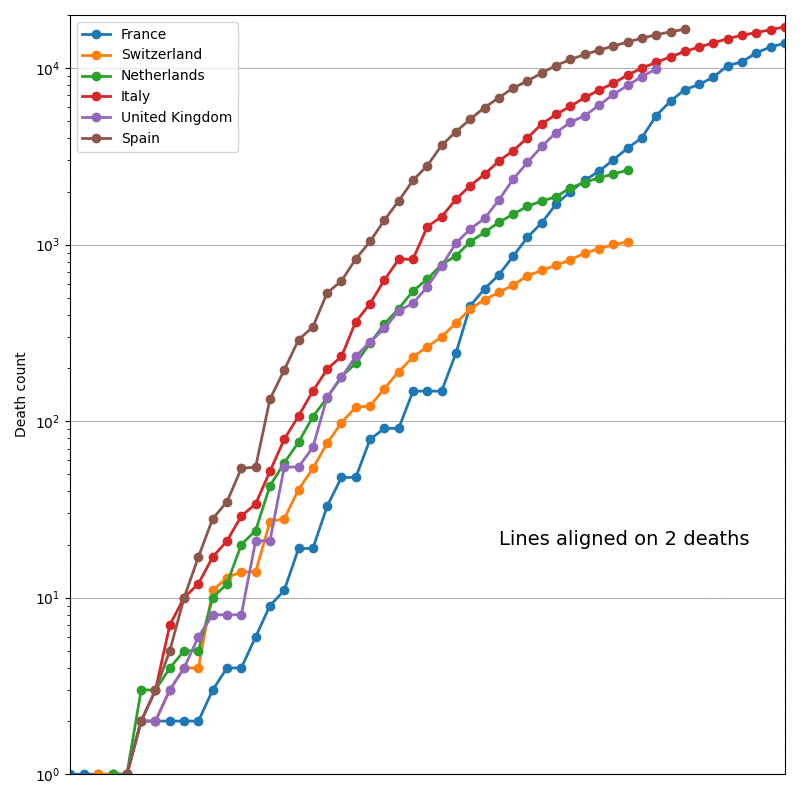 France
Switzerland
Netherlands
Italy
United Kingdom
Spain
Death count
10⁴
10³
10²
10¹
10⁰
Lines aligned on 2 deaths